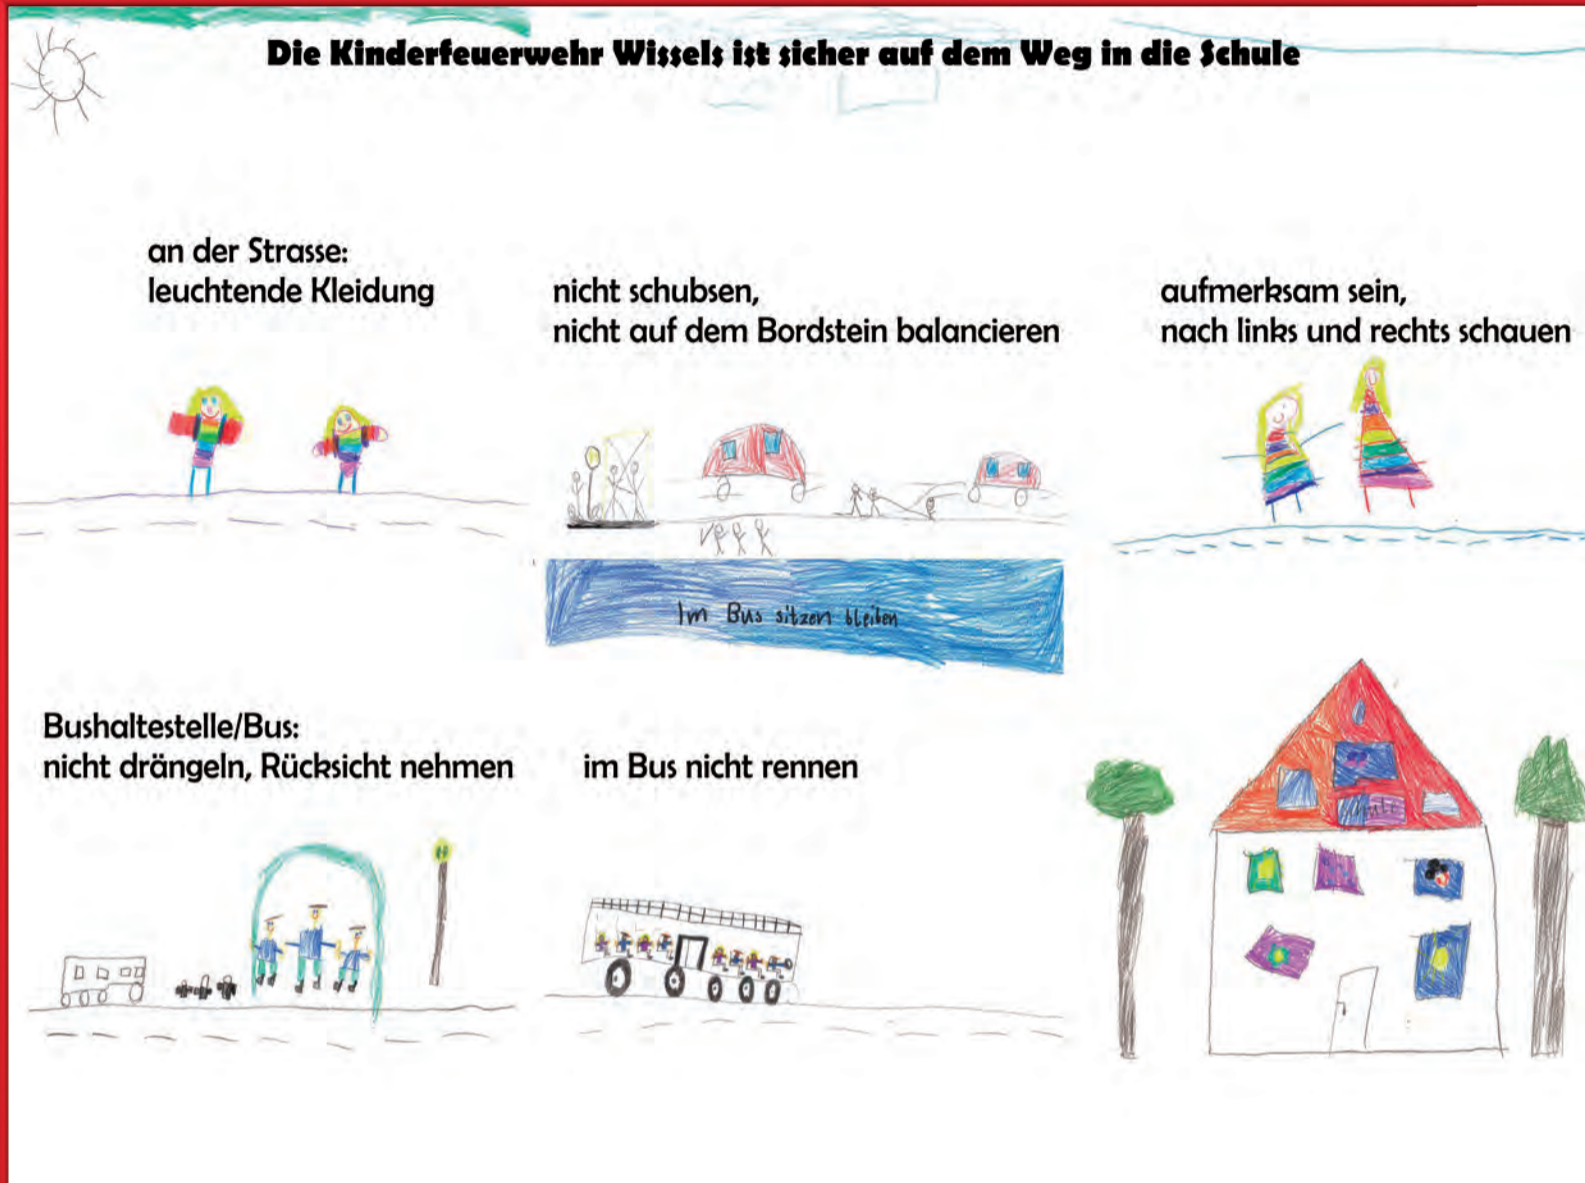 Die Kinderfeuerwehr Wissels ist sicher auf dem Weg in die Schule
an der Strasse:
leuchtende Kleidung
nicht schubsen,
nicht auf dem Bordstein balancieren
aufmerksam sein,
nach links und rechts schauen
Im Bus sitzen bleiben
Bushaltestelle/Bus:
nicht drängeln, Rücksicht nehmen
im Bus nicht rennen
Schule